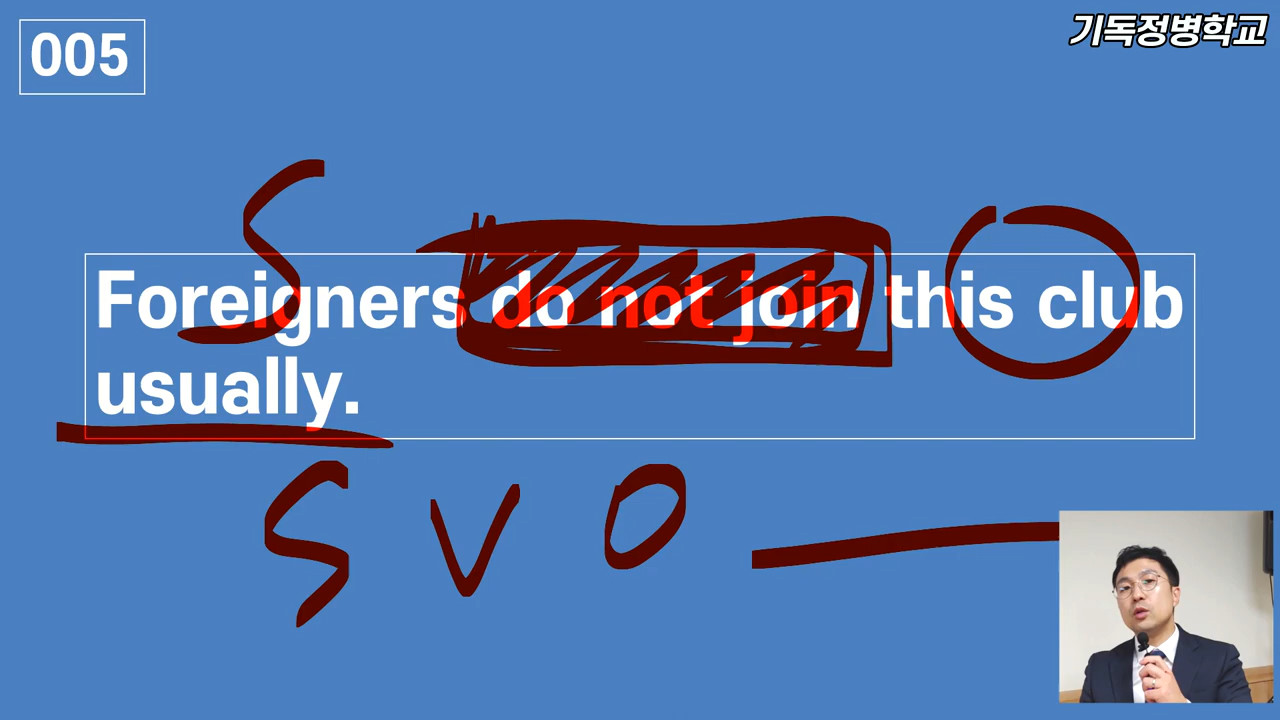 005
기독정병학교
S
Foreigners do not join this club
usually.
S V O